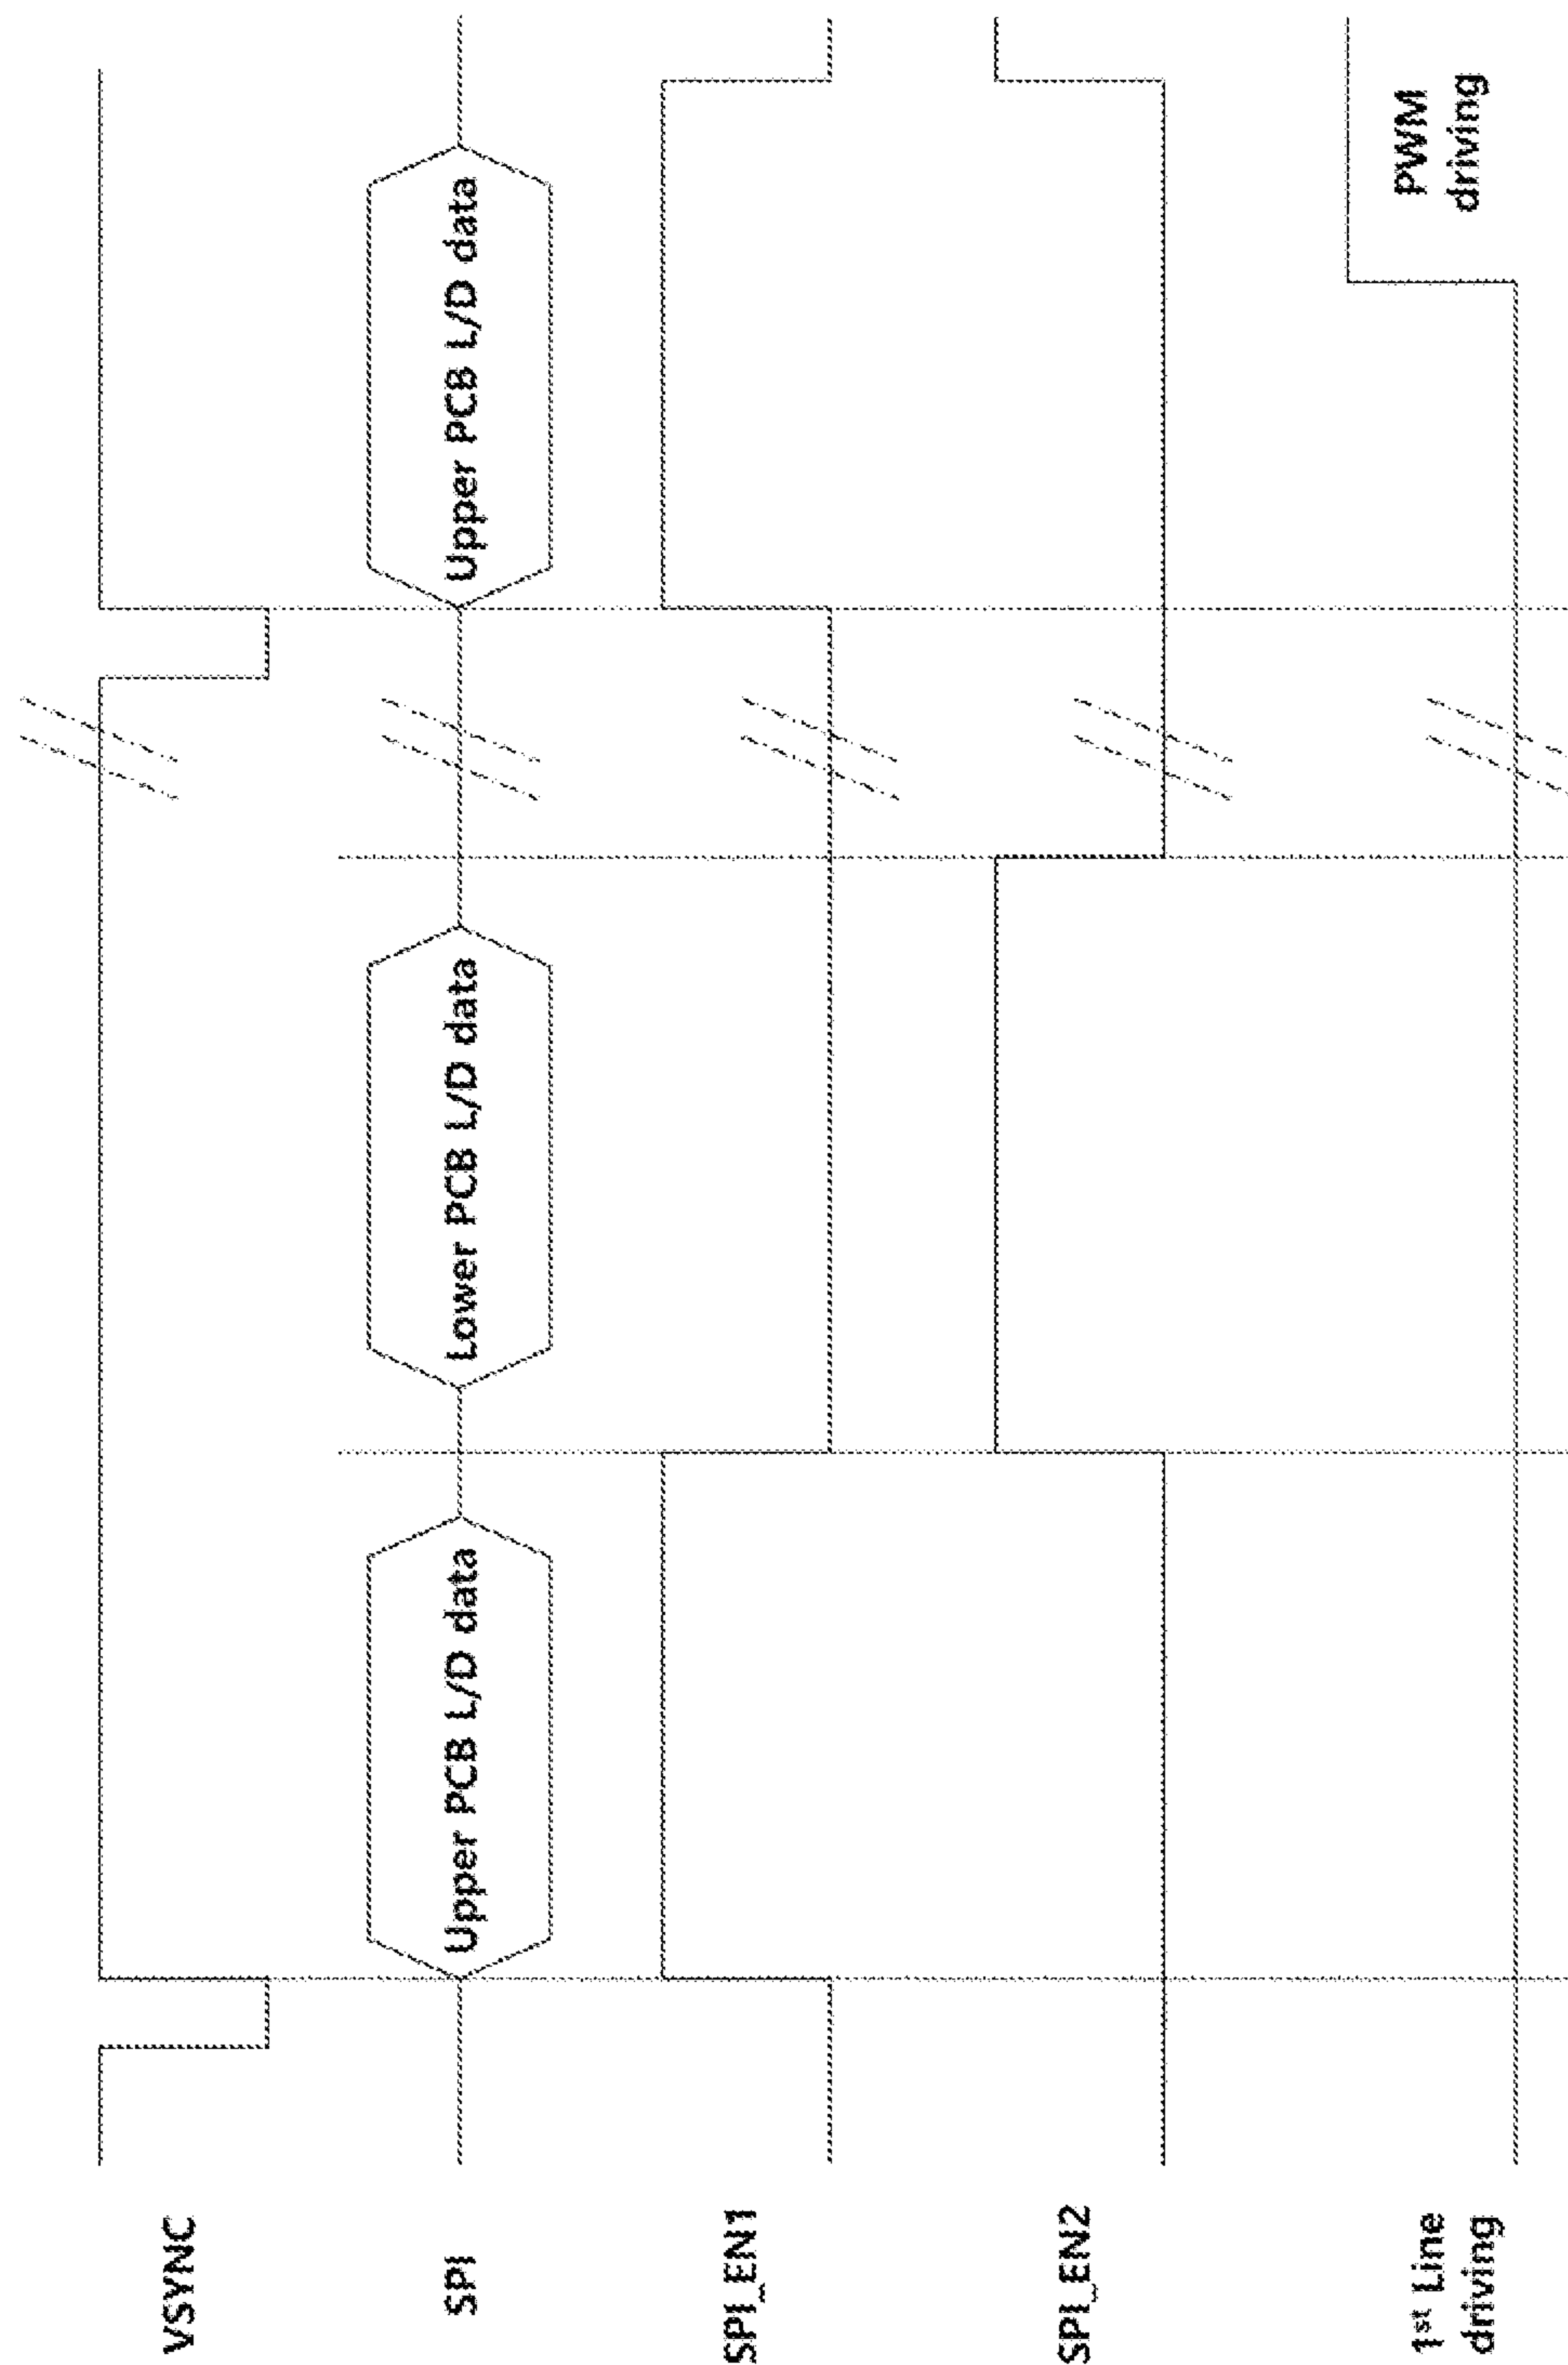 VSYNC
SPI
Upper PCB L/D data
Lower PCB L/D data
Upper PCB L/D data
SPI_EN1
SPI_EN2
1st Line
driving
PWM
driving